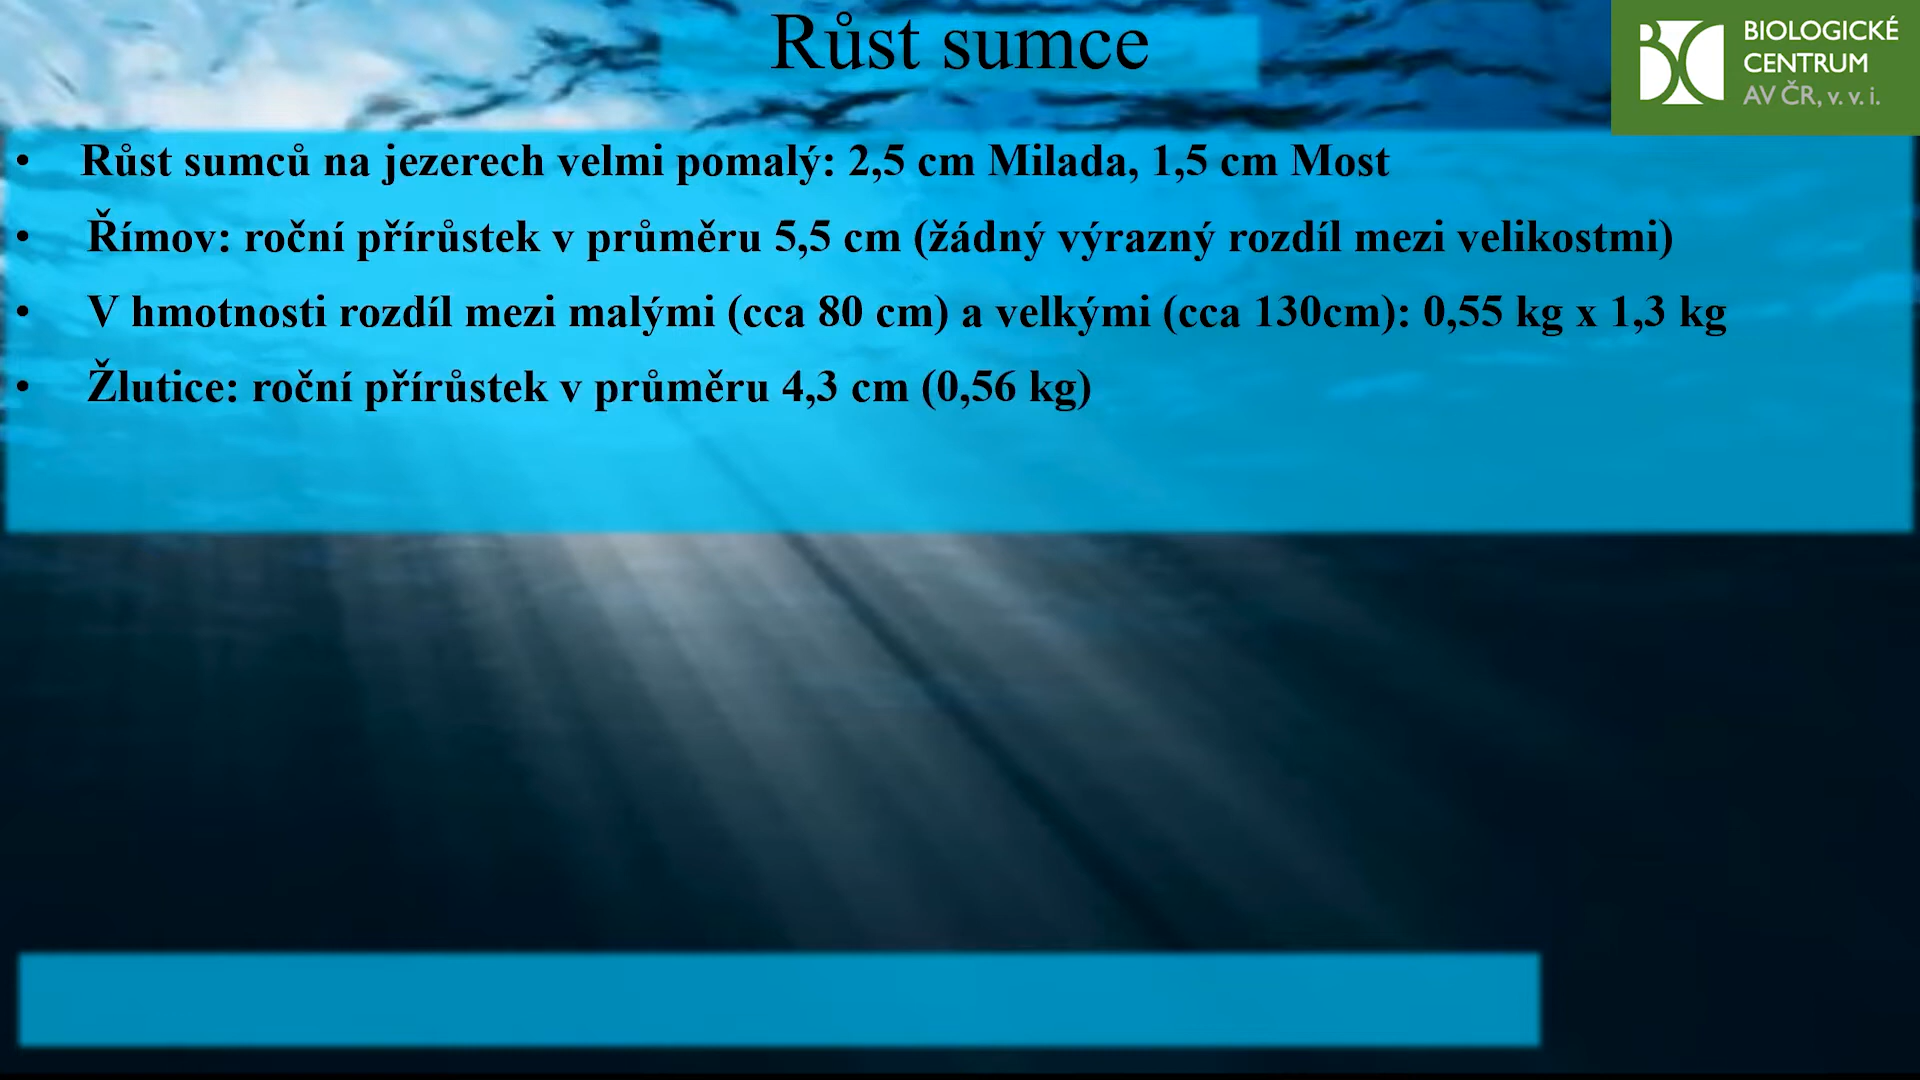 Růst sumce
BIOLOGICKÉ
CENTRUM
AV ČR, v. v. i.
• Růst sumců na jezerech velmi pomalý: 2,5 cm Milada, 1,5 cm Most
• Římov: roční přírůstek v průměru 5,5 cm (žádný výrazný rozdíl mezi velikostmi)
• V hmotnosti rozdíl mezi malými (cca 80 cm) a velkými (cca 130cm): 0,55 kg x 1,3 kg
• Žlutice: roční přírůstek v průměru 4,3 cm (0,56 kg)